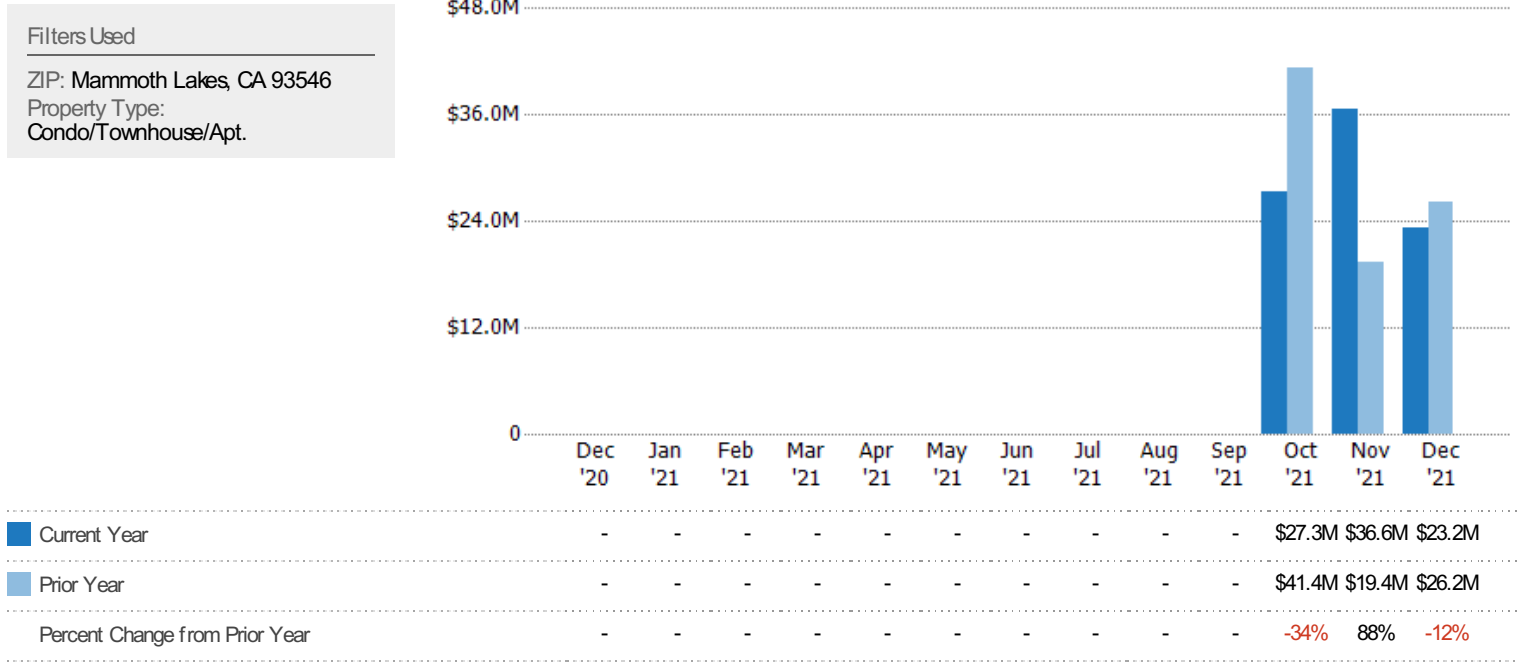 Filters Used
ZIP: Mammoth Lakes, CA 93546
Property Type:
Condo/Townhouse/Apt.
$48.0M
$36.0M
$24.0M
$12.0M
0
Dec Jan Feb Mar Apr May Jun Jul Aug Sep Oct Nov Dec
'20 '21 '21 '21 '21 '21 '21 '21 '21 '21 '21 '21 '21
Current Year - - - - - - - - - - $27.3M $36.6M $23.2M
Prior Year - - - - - - - - - - $41.4M $19.4M $26.2M
Percent Change from Prior Year - - - - - - - - - - -34% 88% -12%